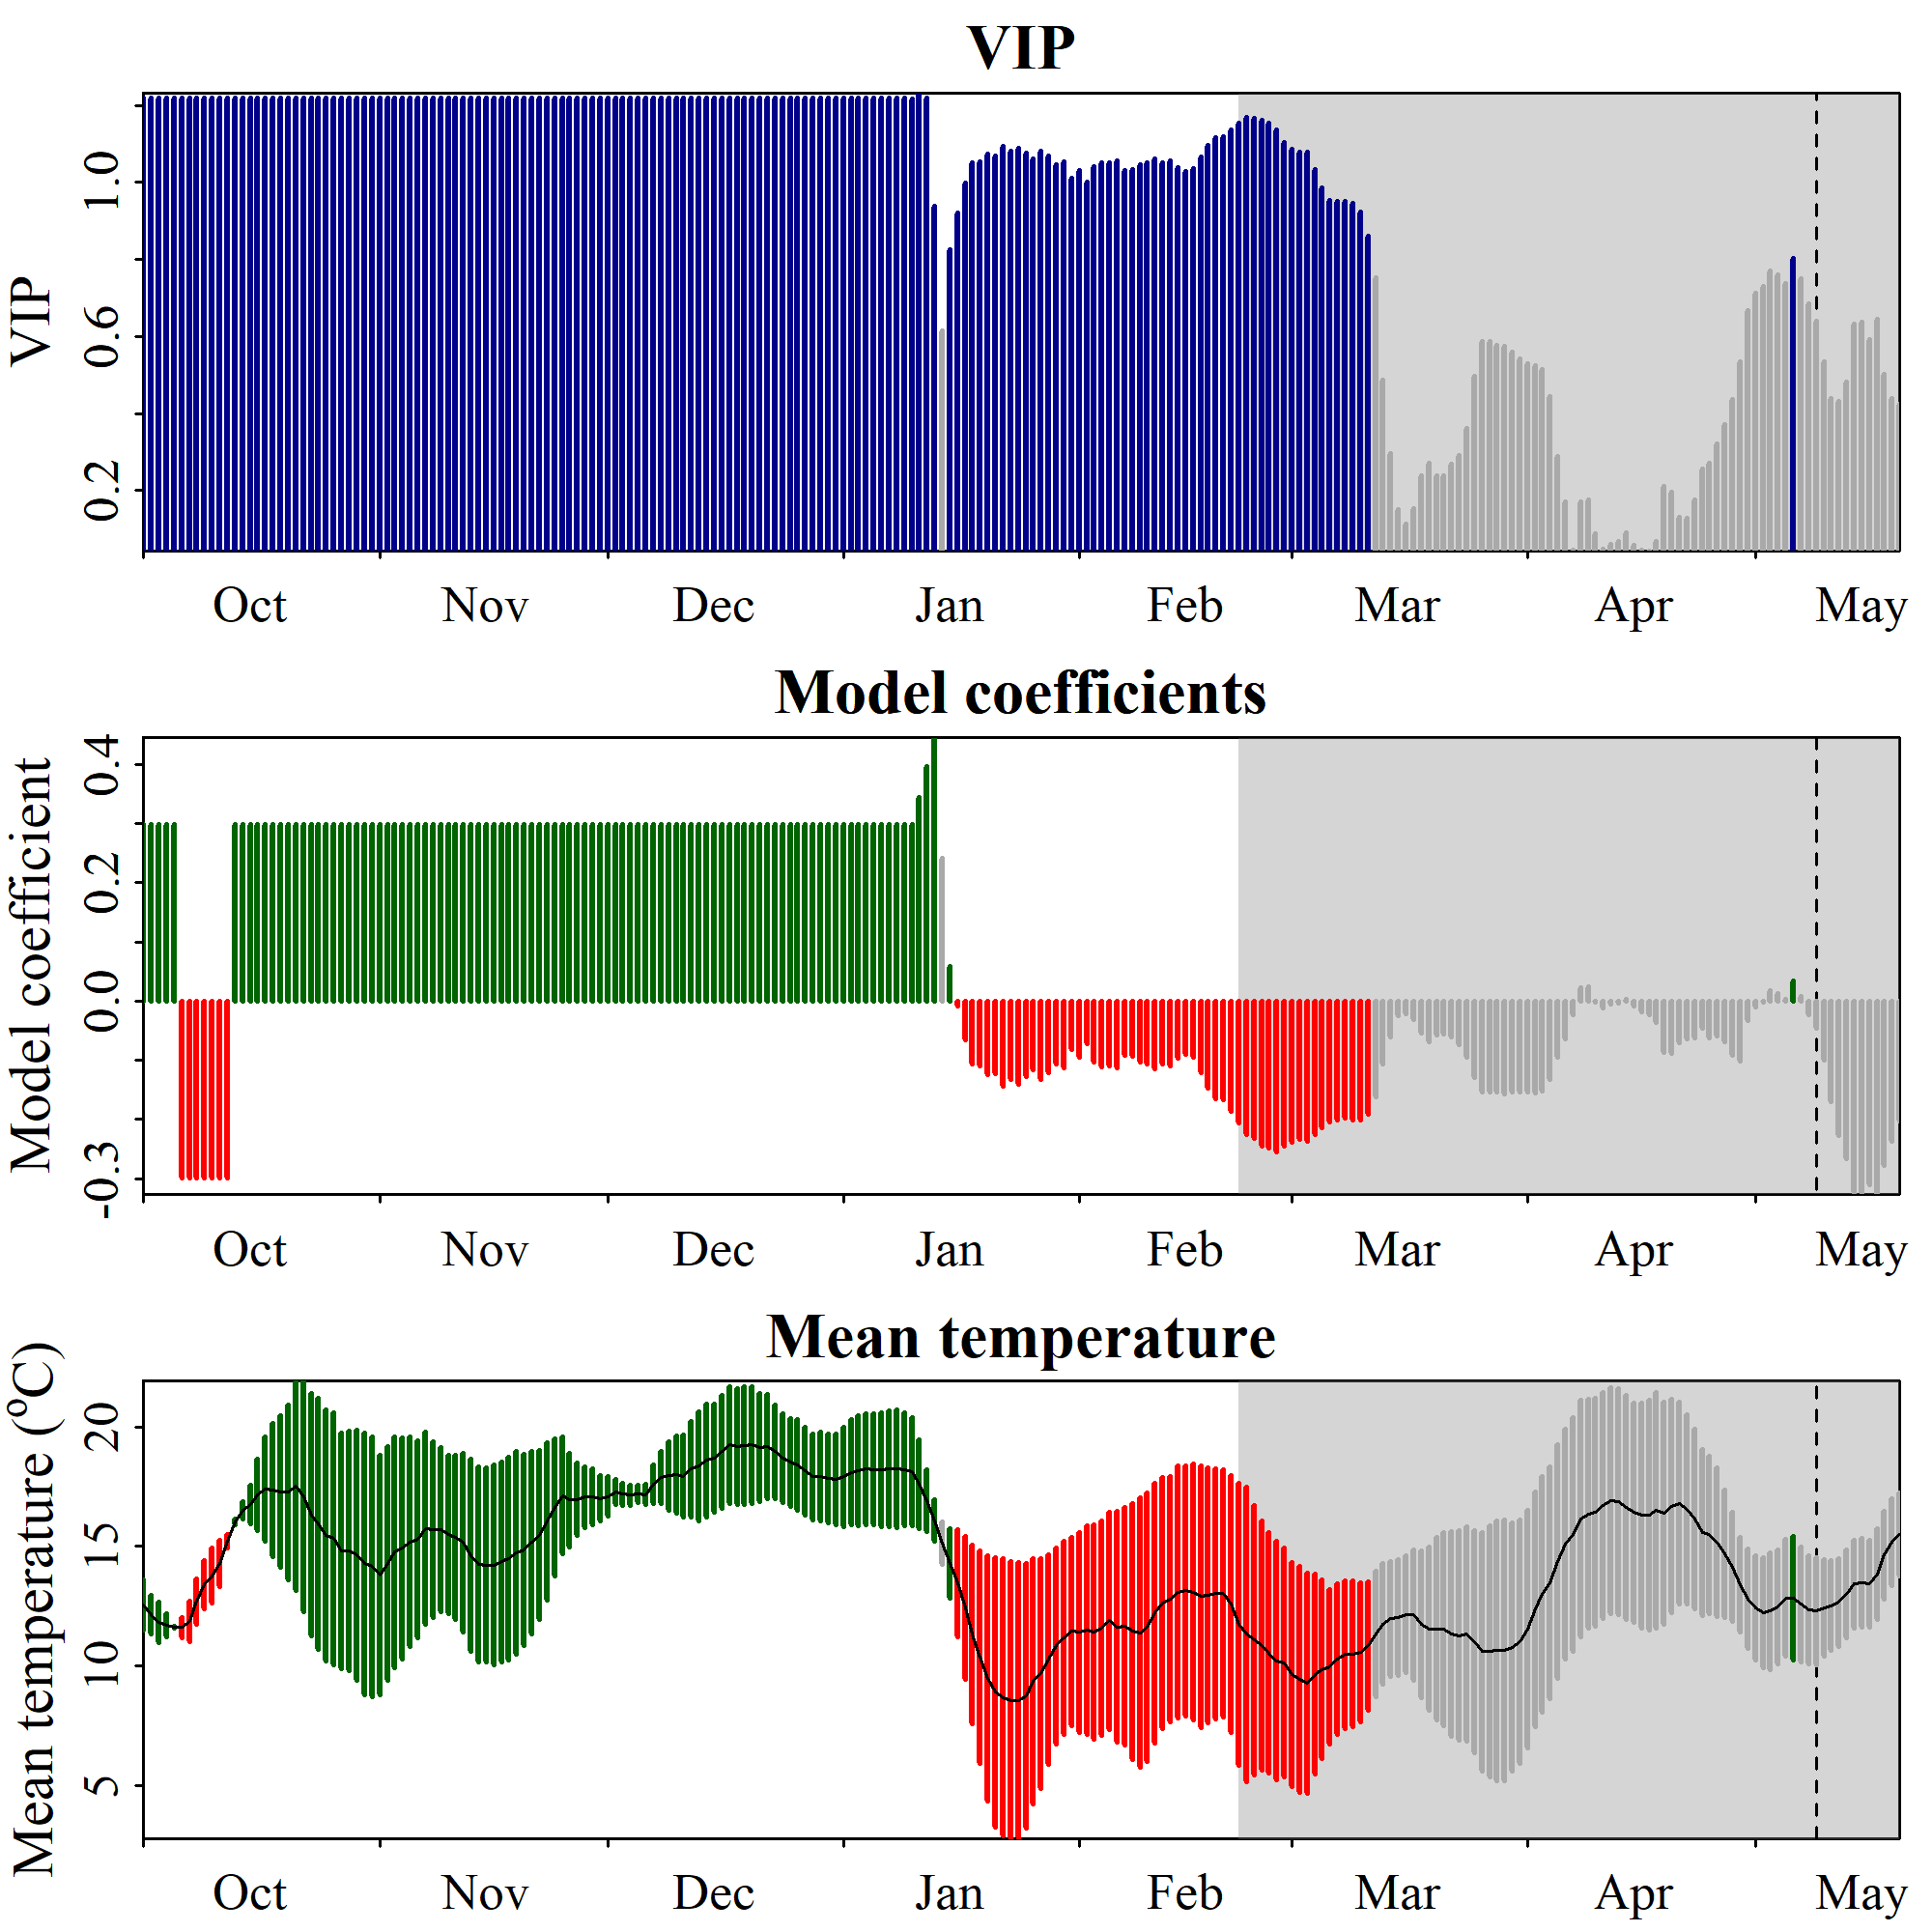 VIP
VIP
1.0
0.6
0.2
Oct Nov Dec Jan Feb Mar Apr May
Model coefficients
Model coefficient
0.4
0.2
0.0
-0.3
Oct Nov Dec Jan Feb Mar Apr May
Mean temperature
Mean temperature (°C)
20
15
10
5
Oct Nov Dec Jan Feb Mar Apr May